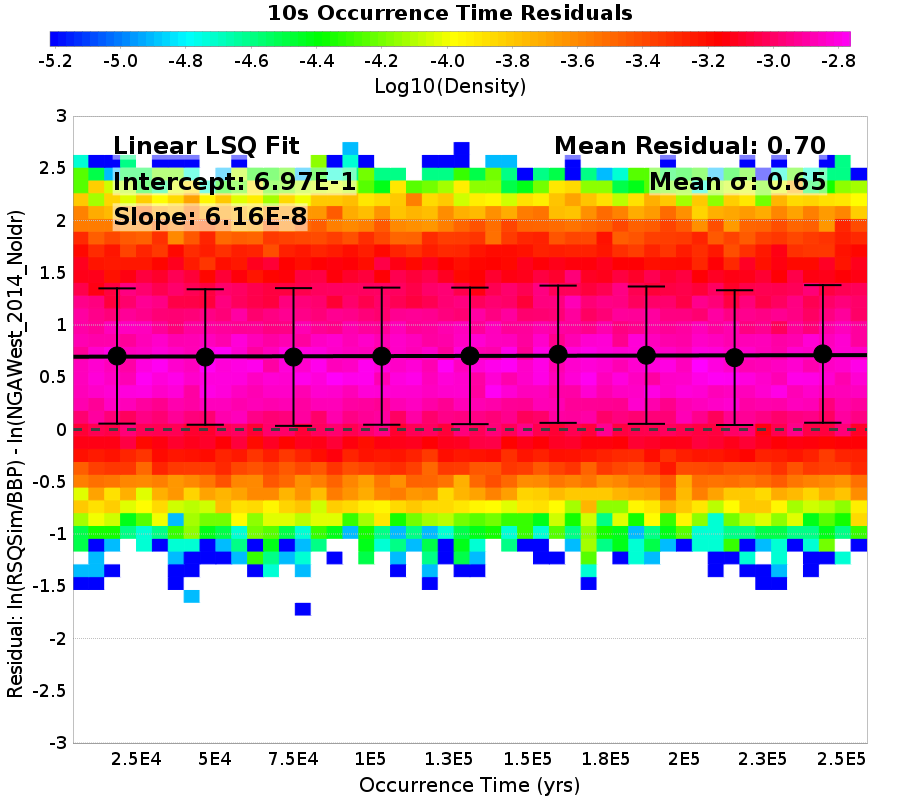 10s Occurrence Time Residuals
-5.2 -5.0 -4.8 -4.6 -4.4 -4.2 -4.0 -3.8 -3.6 -3.4 -3.2 -3.0 -2.8
Log10(Density)
Linear LSQ Fit
Intercept: 6.97E-1
Slope: 6.16E-8
Mean Residual: 0.70
Mean σ: 0.65
Residual: ln(RSQSim/BBP) - ln(NGAWest_2014_NoIdr)
3
2.5
2
1.5
1
0.5
0
-0.5
-1
-1.5
-2
-2.5
-3
2.5E4 5E4 7.5E4 1E5 1.3E5 1.5E5 1.8E5 2E5 2.3E5 2.5E5
Occurrence Time (yrs)